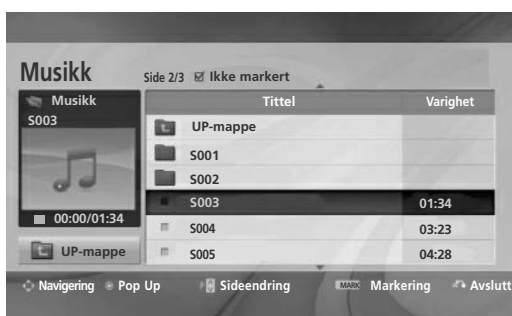 Musikk
Side 2/3 Ikke markert
Musikk
S003
00:00/01:34
UP-mappe
Tittel Varighet
UP-mappe
S001
S002
S003 01:34
S004 03:23
S005 04:28
Navigering Pop Up Sideendring MARK Markering Avslutt